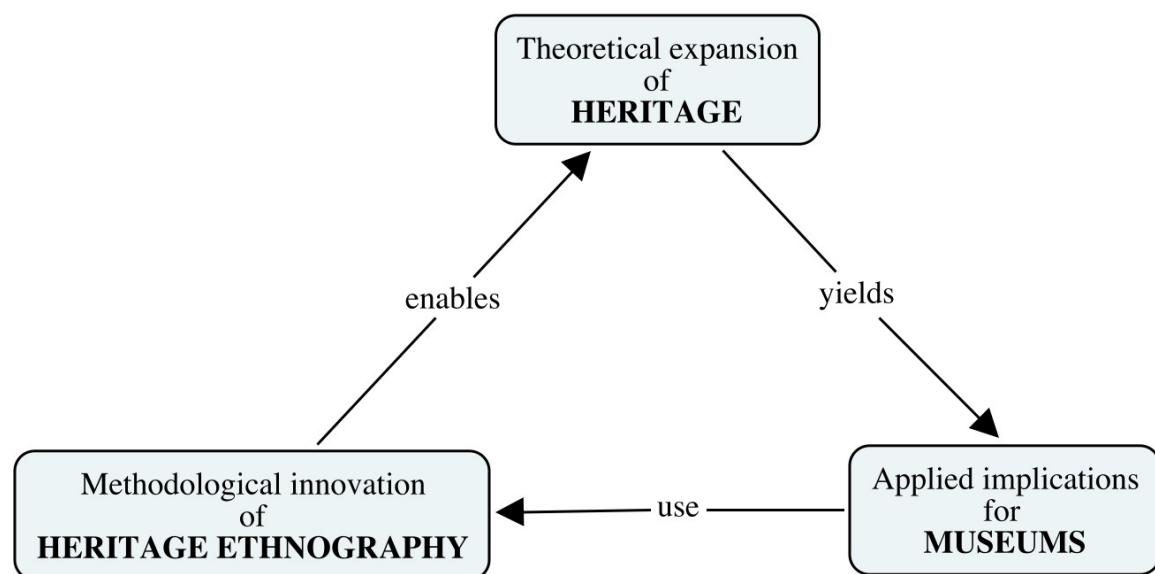 Theoretical expansion
of
HERITAGE
enables
yields
Methodological innovation
of
HERITAGE ETHNOGRAPHY
use
Applied implications
for
MUSEUMS